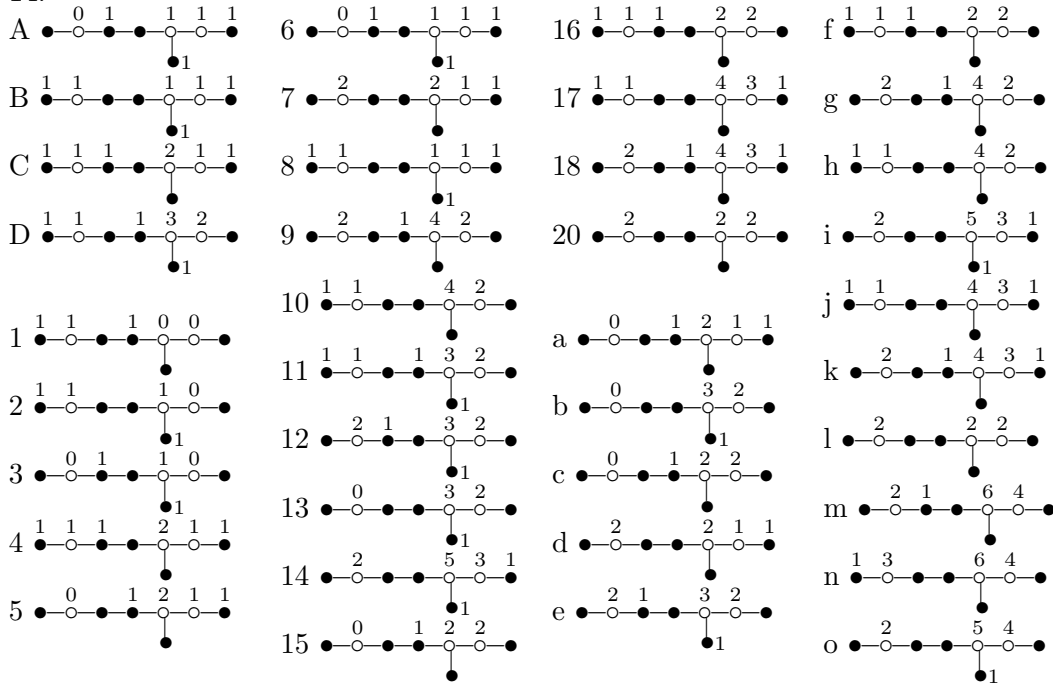 0 1 1 1 1
A
1
1 1 1 1 1
B
1
1 1 1 2 1 1
C
1 1 1 3 2
D
1
1 1 1 0 0
1
1 1 1 0
2
1
0 1 1 0
3
1
1 1 1 2 1 1
4
0 1 2 1 1
5
0 1 1 1 1
6
1
2 2 1 1
7
1 1 1 1 1
8
1
2 1 4 2
9
1 1 4 2
10
1 1 1 3 2
11
1
2 1 3 2
12
1
0 3 2
13
1
2 5 3 1
14
1
0 1 2 2
15
1 1 1 2 2
16
1 1 4 3 1
17
2 1 4 3 1
18
2 2 2
20
0 1 2 1 1
a
0 3 2
b
1
0 1 2 2
c
2 2 1 1
d
2 1 3 2
e
1
1 1 1 2 2
f
2 1 4 2
g
1 1 4 2
h
2 5 3 1
i
1
1 1 4 3 1
j
2 1 4 3 1
k
2 2 2
l
2 1 6 4
m
1 3 6 4
n
2 5 4
o
1